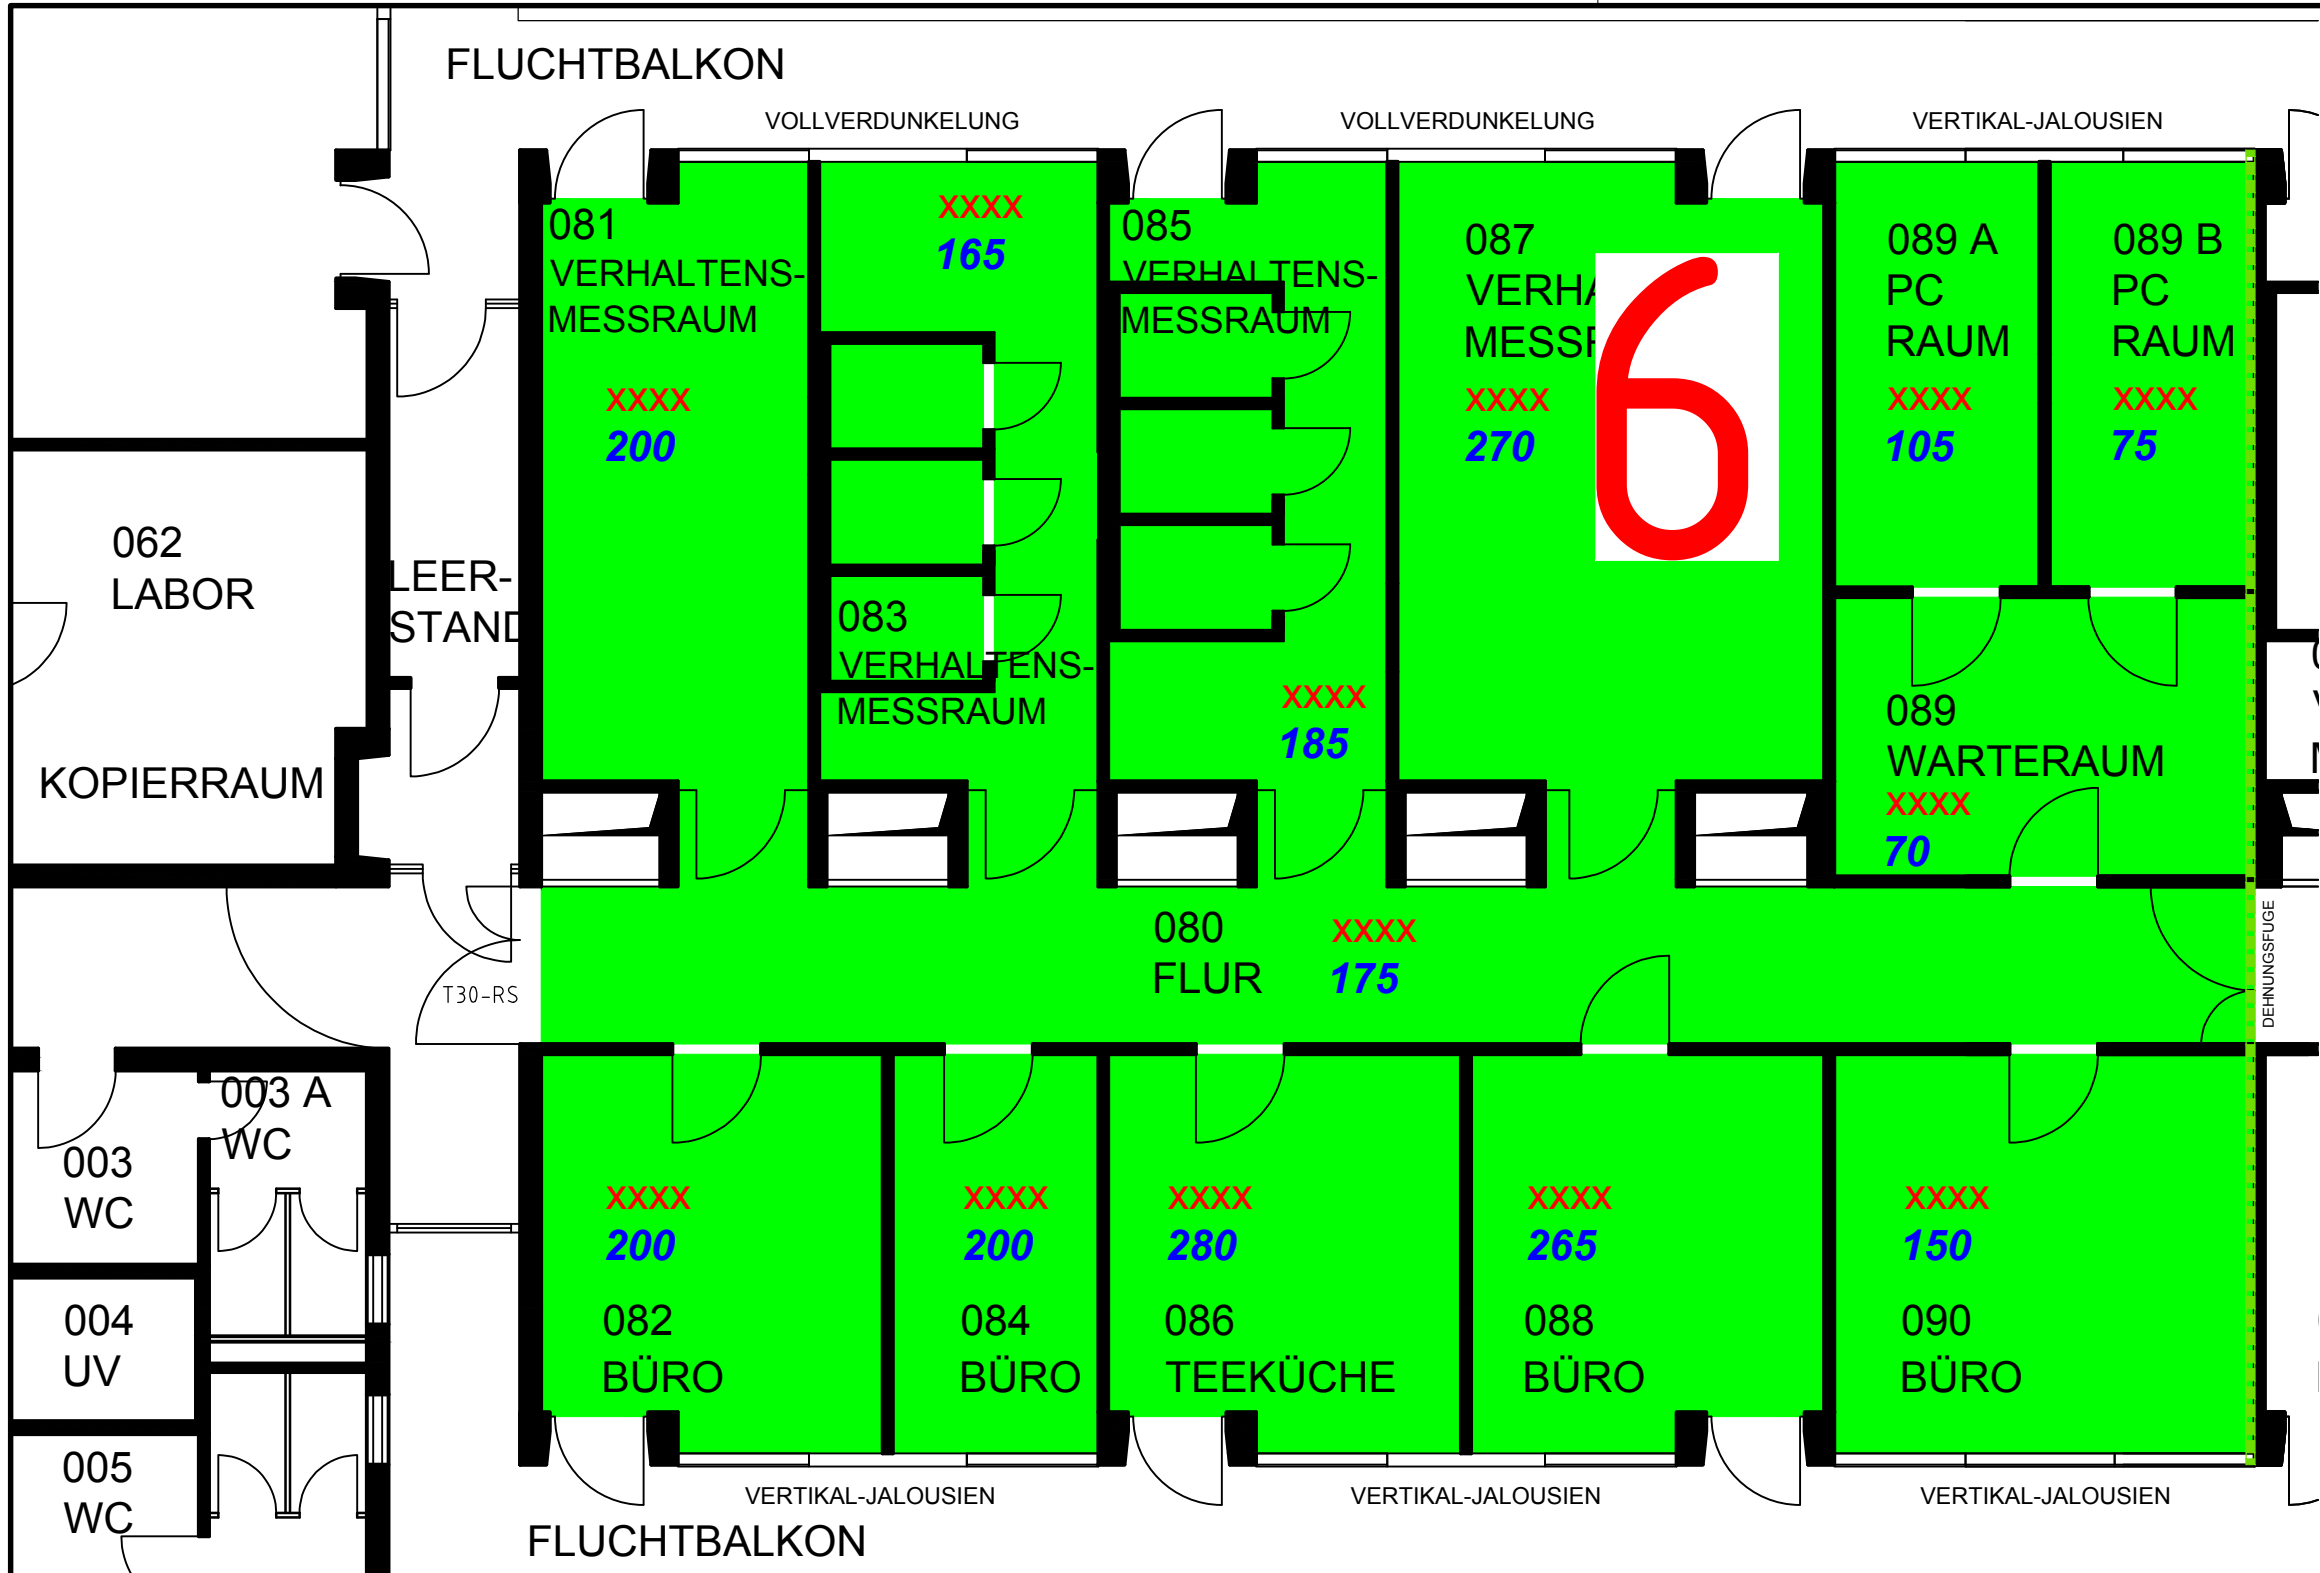 FLUCHTBALKON
VOLLVERDUNKELUNG
VOLLVERDUNKELUNG
VERTIKAL-JALOUSIEN
081
VERHALTENS-
MESSRAUM
xxxx
200
xxxx
165
083
VERHALTENS-
MESSRAUM
085
VERHALTENS-
MESSRAUM
xxxx
185
087
VERHA
MESSR
xxxx
270
6
089 A
PC
RAUM
xxxx
105
089 B
PC
RAUM
xxxx
75
062
LABOR
LEER-
STAND
KOPIERRAUM
089
WARTERAUM
xxxx
70
080
FLUR
xxxx
175
T30-RS
DEHNUNGSFUGE
003 A
WC
003
WC
004
UV
005
WC
xxxx
200
082
BÜRO
xxxx
200
084
BÜRO
xxxx
280
086
TEEKÜCHE
xxxx
265
088
BÜRO
xxxx
150
090
BÜRO
VERTIKAL-JALOUSIEN
VERTIKAL-JALOUSIEN
VERTIKAL-JALOUSIEN
FLUCHTBALKON